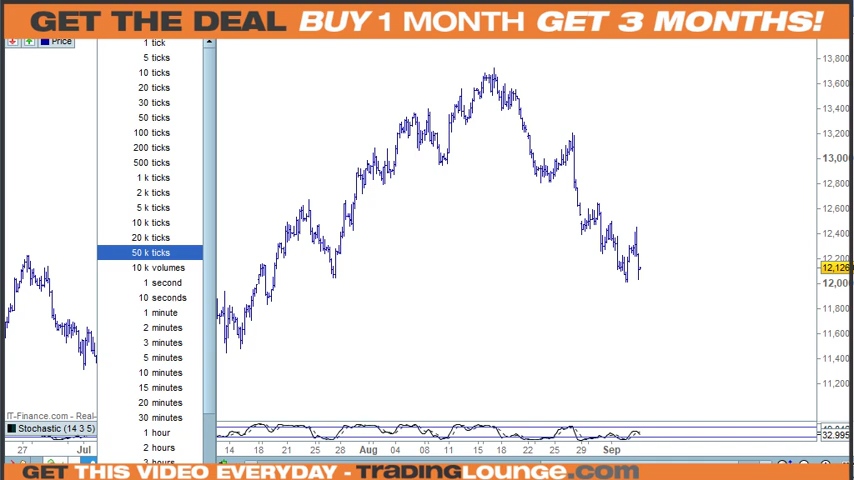 GET THE DEAL BUY 1 MONTH GET 3 MONTHS!
Price
1 tick
5 ticks
10 ticks
20 ticks
30 ticks
50 ticks
100 ticks
200 ticks
500 ticks
1 k ticks
2 k ticks
5 k ticks
10 k ticks
20 k ticks
50 k ticks
10 k volumes
1 second
10 seconds
1 minute
2 minutes
3 minutes
5 minutes
10 minutes
15 minutes
20 minutes
30 minutes
1 hour
2 hours
3 hours
13,800
13,600
13,400
13,200
13,000
12,800
12,600
12,400
12,200
12,126
12,000
11,800
11,600
11,400
11,200
IT-Finance.com - Real-
Stochastic (14 3 5)
32.995
27 Jul 14 18 21 25 28 Aug 04 08 11 15 18 22 25 29 Sep
GET THIS VIDEO EVERYDAY - TRADINGLOUNGE.com